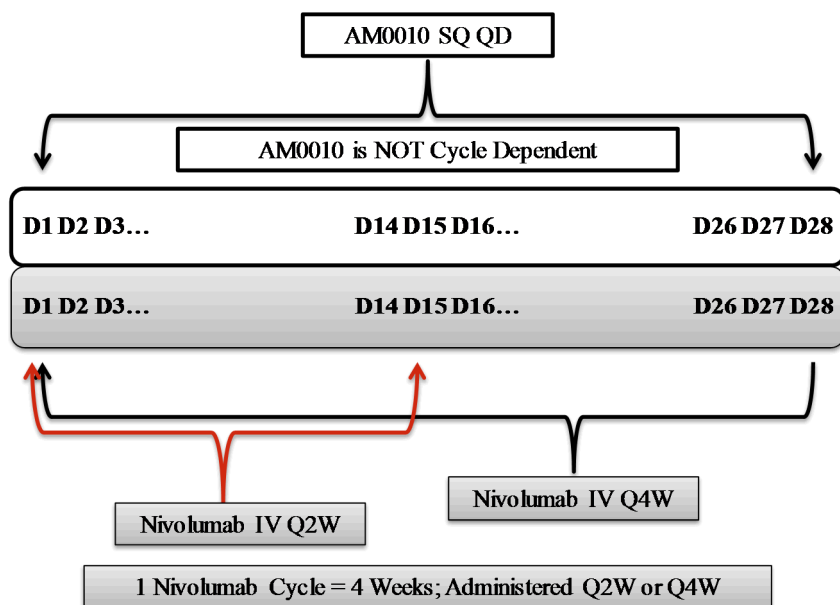 AM0010 SQ QD
AM0010 is NOT Cycle Dependent
D1 D2 D3... D14 D15 D16... D26 D27 D28
D1 D2 D3... D14 D15 D16... D26 D27 D28
Nivolumab IV Q2W
Nivolumab IV Q4W
1 Nivolumab Cycle = 4 Weeks; Administered Q2W or Q4W